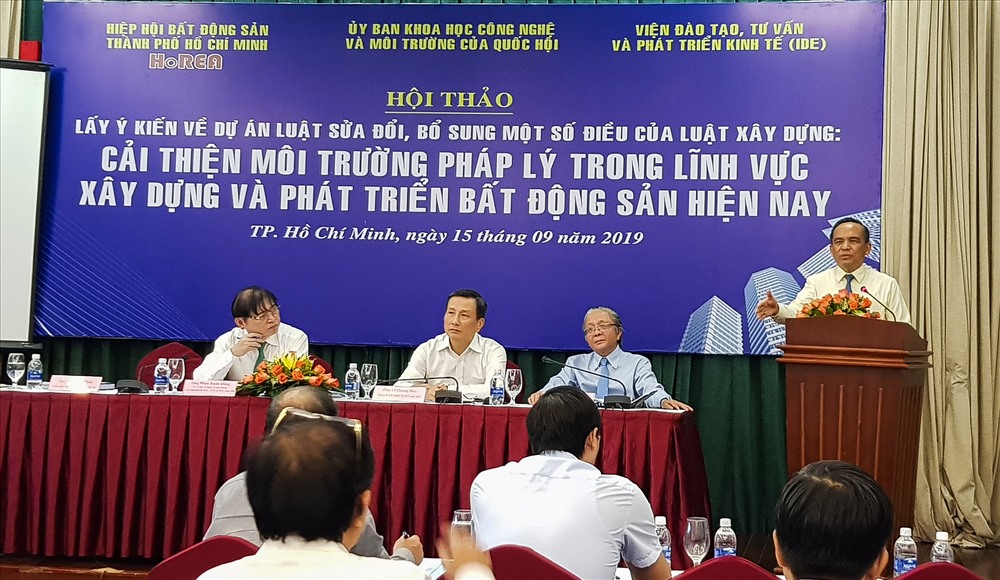 HIỆP HỘI BẤT ĐỘNG SẢN
THÀNH PHỐ HỒ CHÍ MINH
HoREA
ỦY BAN KHOA HỌC CÔNG NGHỆ
VÀ MÔI TRƯỜNG CỦA QUỐC HỘI
VIỆN ĐÀO TẠO, TƯ VẤN
VÀ PHÁT TRIỂN KINH TẾ (IDE)
HỘI THẢO
LẤY Ý KIẾN VỀ DỰ ÁN LUẬT SỬA ĐỔI, BỔ SUNG MỘT SỐ ĐIỀU CỦA LUẬT XÂY DỰNG:
CẢI THIỆN MÔI TRƯỜNG PHÁP LÝ TRONG LĨNH VỰC
XÂY DỰNG VÀ PHÁT TRIỂN BẤT ĐỘNG SẢN HIỆN NAY
TP. Hồ Chí Minh, ngày 15 tháng 09 năm 2019